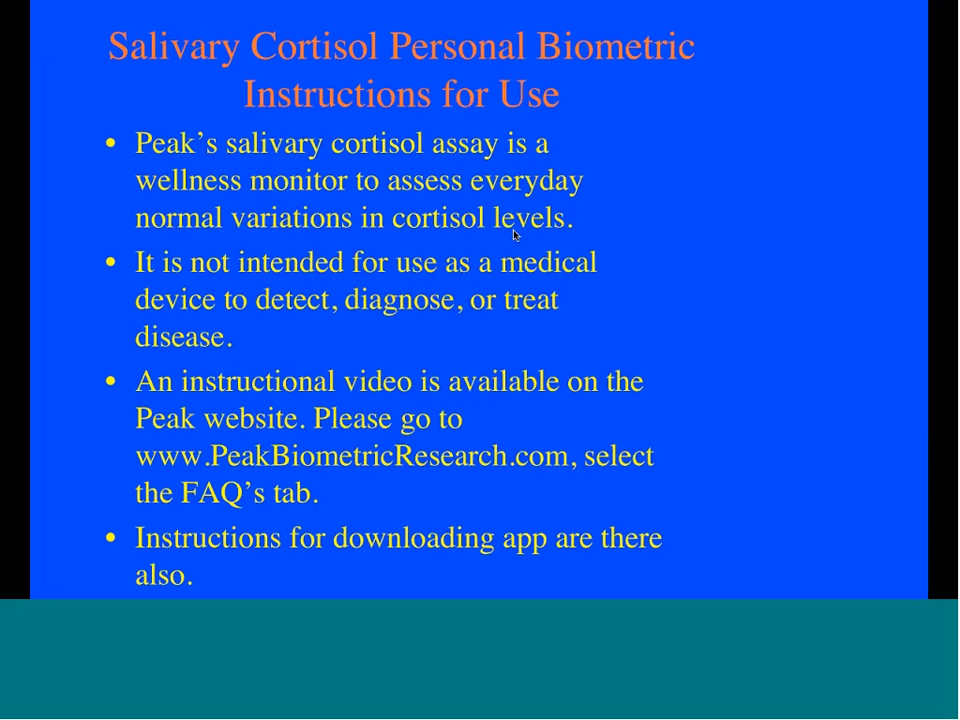 Salivary Cortisol Personal Biometric
Instructions for Use
• Peak’s salivary cortisol assay is a
wellness monitor to assess everyday
normal variations in cortisol levels.
• It is not intended for use as a medical
device to detect, diagnose, or treat
disease.
• An instructional video is available on the
Peak website. Please go to
www.PeakBiometricResearch.com, select
the FAQ’s tab.
• Instructions for downloading app are there
also.